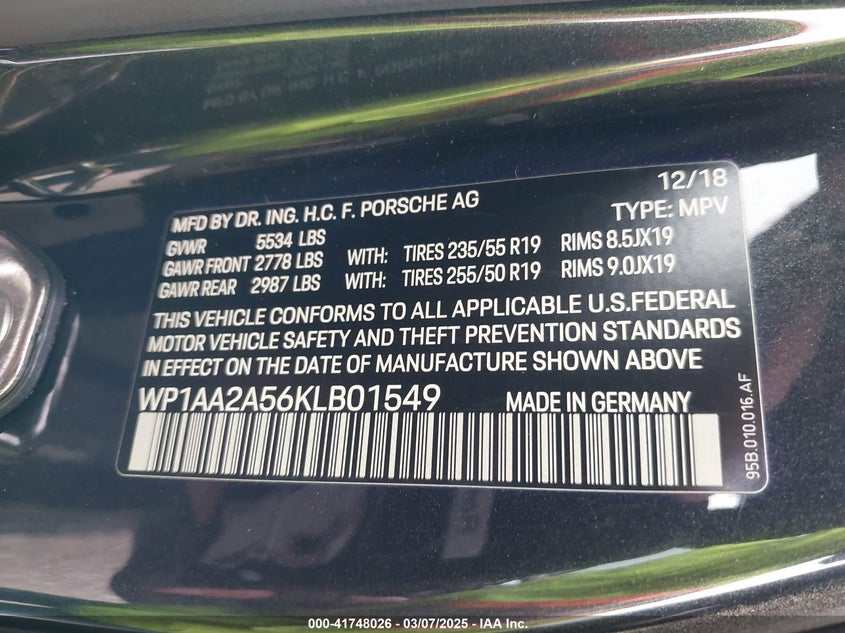 12/18
MFD BY DR. ING. H.C. F. PORSCHE AG TYPE: MPV
GVWR 5534 LBS
GAWR FRONT 2778 LBS WITH: TIRES 235/55 R19 RIMS 8.5JX19
GAWR REAR 2987 LBS WITH: TIRES 255/50 R19 RIMS 9.0JX19
THIS VEHICLE CONFORMS TO ALL APPLICABLE U.S.FEDERAL
MOTOR VEHICLE SAFETY AND THEFT PREVENTION STANDARDS
IN EFFECT ON THE DATE OF MANUFACTURE SHOWN ABOVE
WP1AA2A56KLB01549 MADE IN GERMANY
95B.010.016.AF
000-41748026 - 03/07/2025 - IAA Inc.